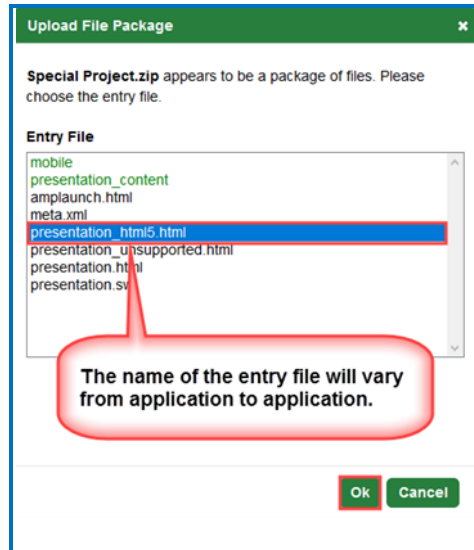 Upload File Package
×
Special Project.zip appears to be a package of files. Please
choose the entry file.
Entry File
mobile
presentation_content
amplaunch.html
meta.xml
presentation_html5.html
presentation_unsupported.html
presentation.html
The name of the entry file will vary
from application to application.
Ok Cancel